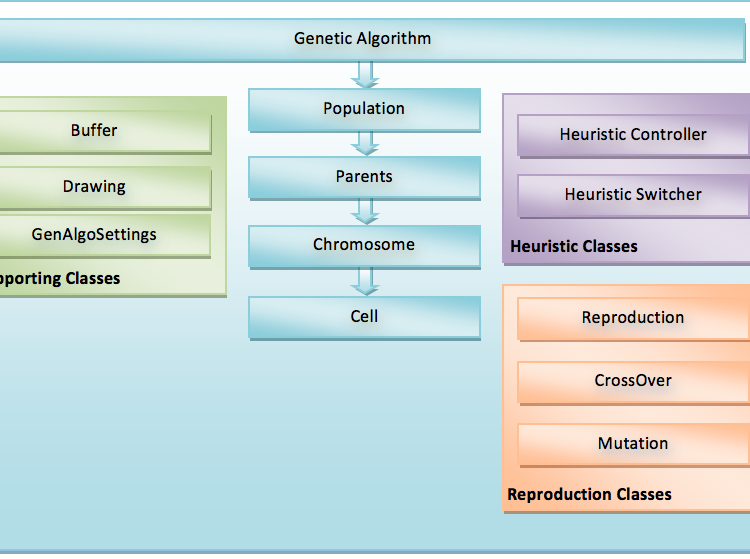 Genetic Algorithm
Population
Parents
Chromosome
Cell
Buffer
Drawing
GenAlgoSettings
pporting Classes
Heuristic Controller
Heuristic Switcher
Heuristic Classes
Reproduction
CrossOver
Mutation
Reproduction Classes